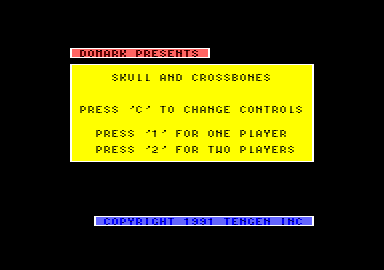 DOMARK PRESENTS
SKULL AND CROSSBONES
PRESS "C" TO CHANGE CONTROLS
PRESS "1" FOR ONE PLAYER
PRESS "2" FOR TWO PLAYERS
COPYRIGHT 1991 TENGEN INC